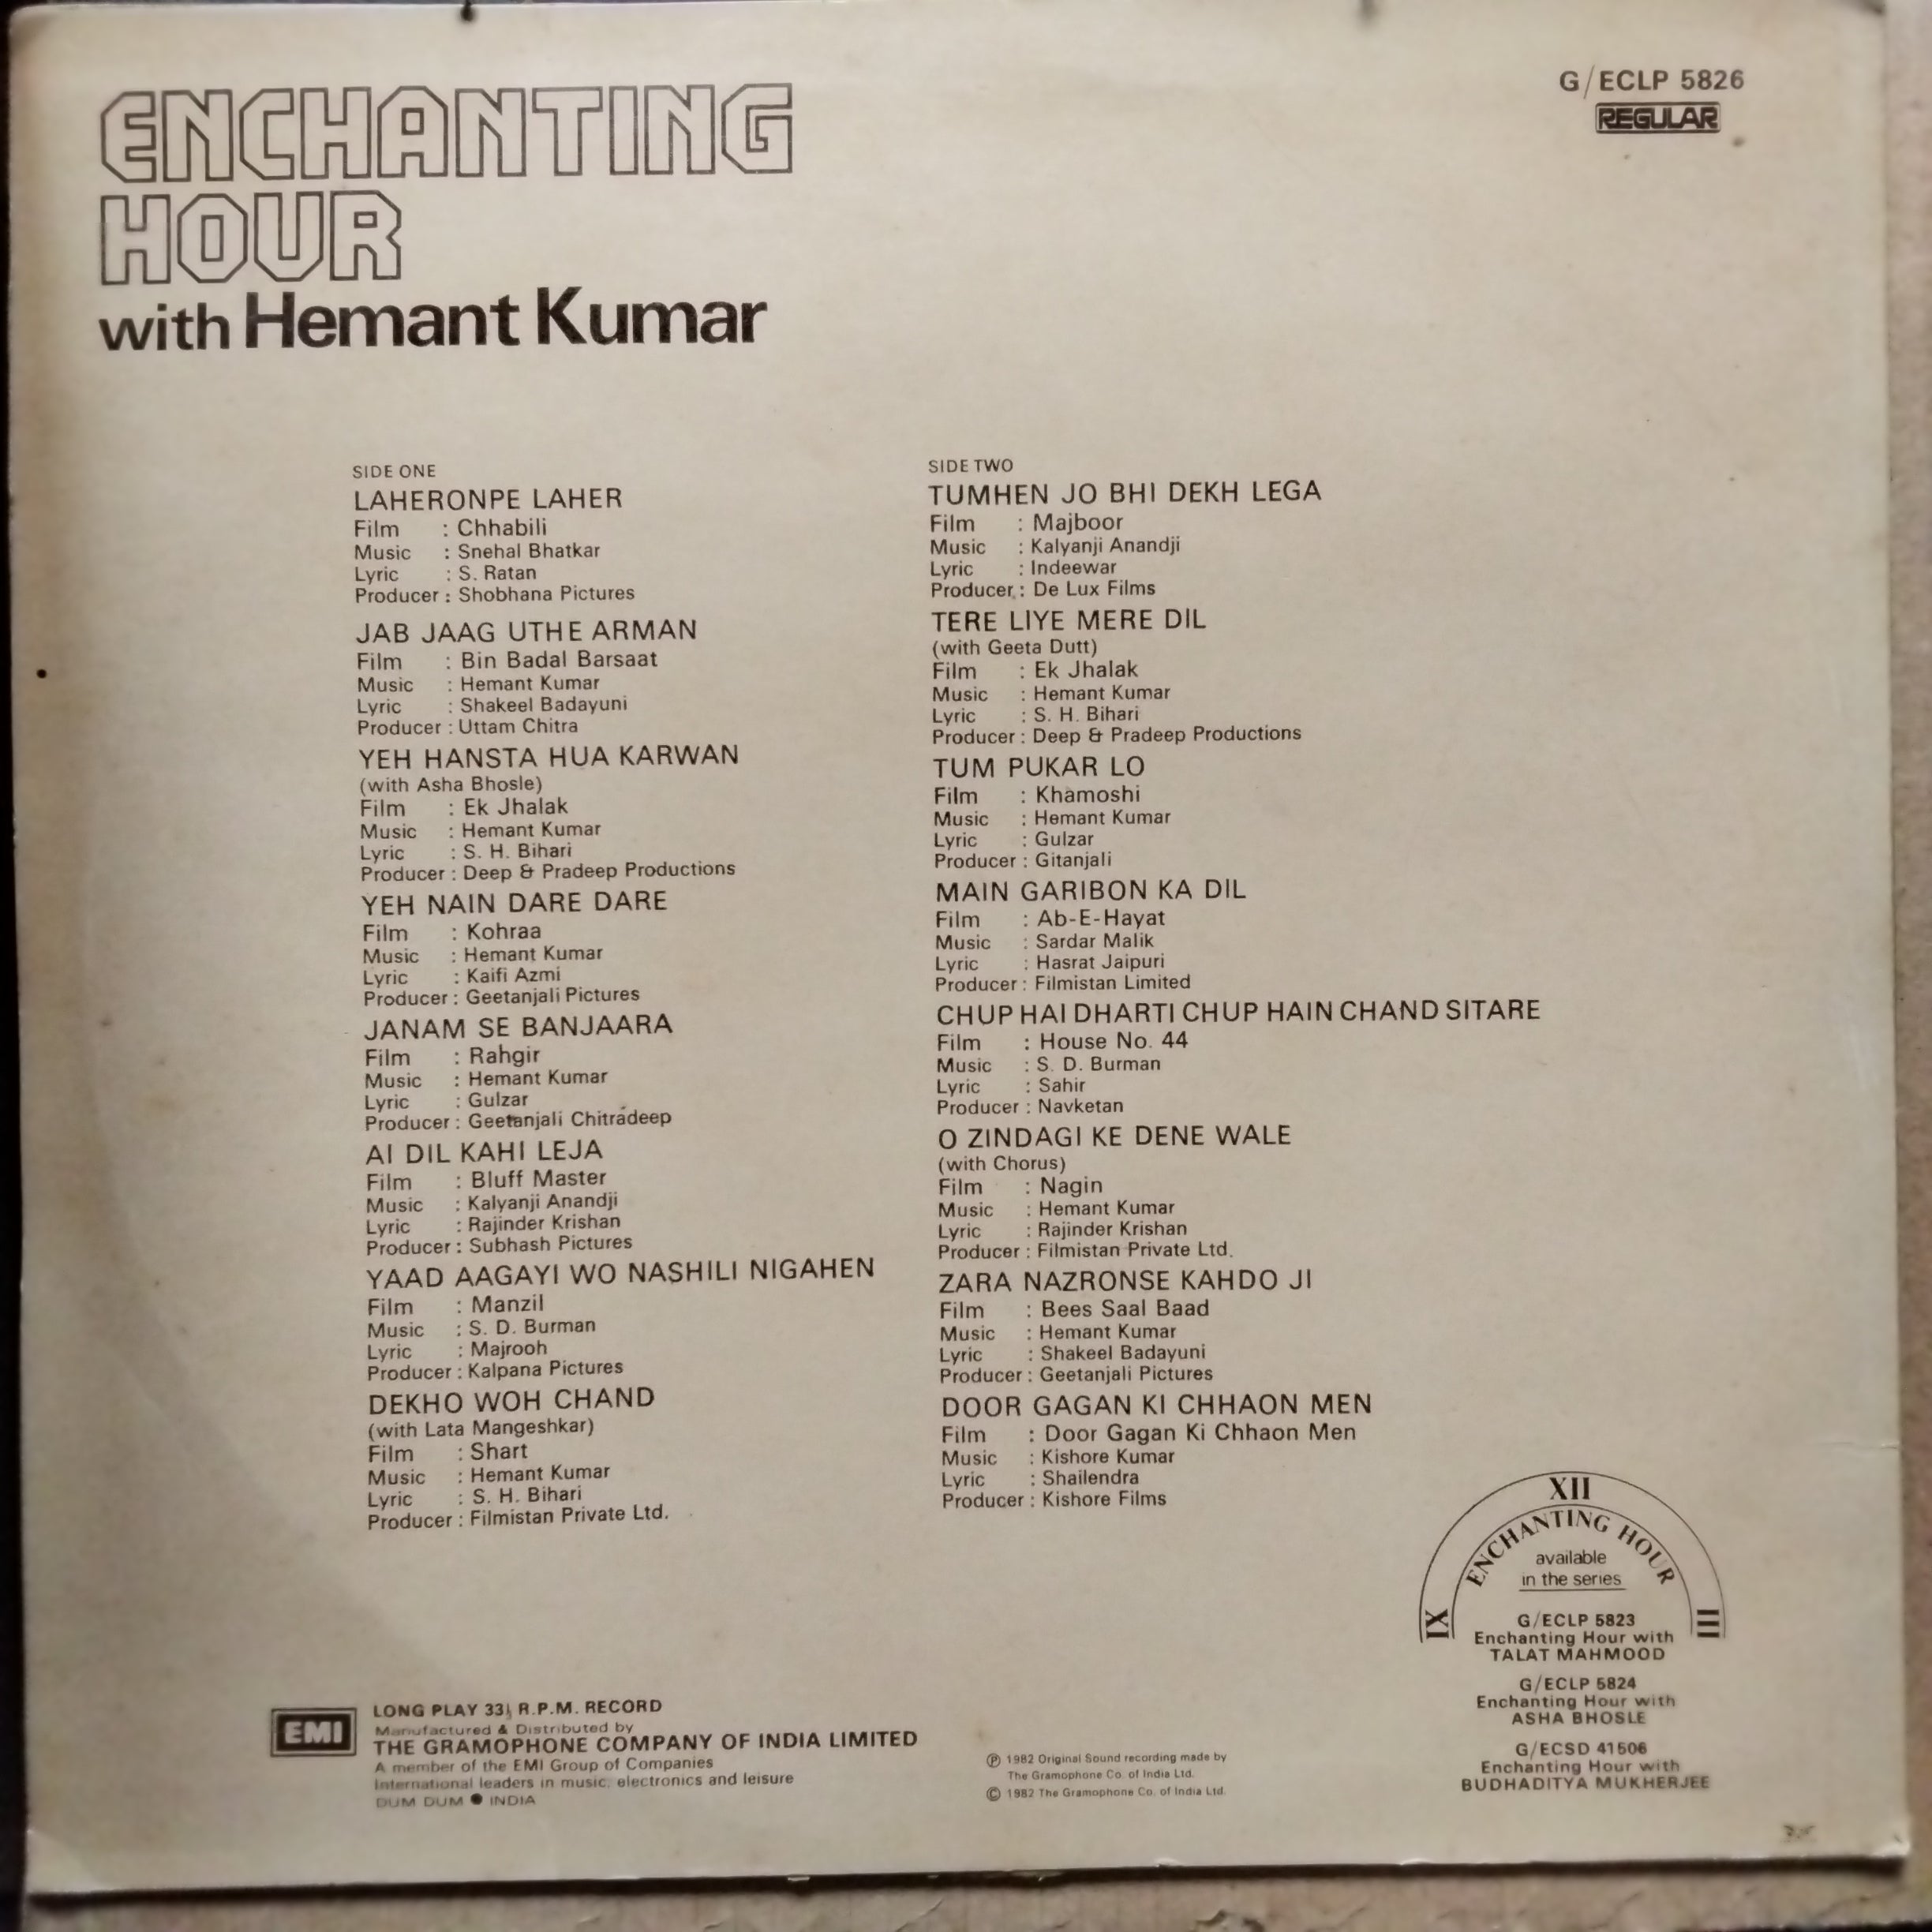 ENCHANTING
HOUR
with Hemant Kumar
G/ECLP 5826
REGULAR
SIDE ONE
LAHERONPE LAHER
Film : Chhabili
Music : Snehal Bhatkar
Lyric : S. Ratan
Producer : Shobhana Pictures
JAB JAAG UTHE ARMAN
Film : Bin Badal Barsaat
Music : Hemant Kumar
Lyric : Shakeel Badayuni
Producer : Uttam Chitra
YEH HANSTA HUA KARWAN
(with Asha Bhosle)
Film : Ek Jhalak
Music : Hemant Kumar
Lyric : S. H. Bihari
Producer : Deep & Pradeep Productions
YEH NAIN DARE DARE
Film : Kohraa
Music : Hemant Kumar
Lyric : Kaifi Azmi
Producer : Geetanjali Pictures
JANAM SE BANJAARA
Film : Rahgir
Music : Hemant Kumar
Lyric : Gulzar
Producer : Geetanjali Chitradeep
AI DIL KAHI LEJA
Film : Bluff Master
Music : Kalyanji Anandji
Lyric : Rajinder Krishan
Producer : Subhash Pictures
YAAD AAGAYI WO NASHILI NIGAHEN
Film : Manzil
Music : S. D. Burman
Lyric : Majrooh
Producer : Kalpana Pictures
DEKHO WOH CHAND
(with Lata Mangeshkar)
Film : Shart
Music : Hemant Kumar
Lyric : S. H. Bihari
Producer : Filmistan Private Ltd.
SIDE TWO
TUMHEN JO BHI DEKH LEGA
Film : Majboor
Music : Kalyanji Anandji
Lyric : Indeewar
Producer : De Lux Films
TERE LIYE MERE DIL
(with Geeta Dutt)
Film : Ek Jhalak
Music : Hemant Kumar
Lyric : S. H. Bihari
Producer : Deep & Pradeep Productions
TUM PUKAR LO
Film : Khamoshi
Music : Hemant Kumar
Lyric : Gulzar
Producer : Gitanjali
MAIN GARIBON KA DIL
Film : Ab-E-Hayat
Music : Sardar Malik
Lyric : Hasrat Jaipuri
Producer : Filmistan Limited
CHUP HAI DHARTI CHUP HAIN CHAND SITARE
Film : House No. 44
Music : S. D. Burman
Lyric : Sahir
Producer : Navketan
O ZINDAGI KE DENE WALE
(with Chorus)
Film : Nagin
Music : Hemant Kumar
Lyric : Rajinder Krishan
Producer : Filmistan Private Ltd.
ZARA NAZRONSE KAHDO JI
Film : Bees Saal Baad
Music : Hemant Kumar
Lyric : Shakeel Badayuni
Producer : Geetanjali Pictures
DOOR GAGAN KI CHHAON MEN
Film : Door Gagan Ki Chhaon Men
Music : Kishore Kumar
Lyric : Shailendra
Producer : Kishore Films
XII
ENCHANTING HOUR
available
in the series
IX
III
G/ECLP 5823
Enchanting Hour with
TALAT MAHMOOD
G/ECLP 5824
Enchanting Hour with
ASHA BHOSLE
G/ECSD 41506
Enchanting Hour with
BUDHADITYA MUKHERJEE
EMI
LONG PLAY 33⅓ R.P.M. RECORD
Manufactured & Distributed by
THE GRAMOPHONE COMPANY OF INDIA LIMITED
A member of the EMI Group of Companies
International leaders in music, electronics and leisure
DUM DUM ● INDIA
℗ 1982 Original Sound recording made by
The Gramophone Co. of India Ltd.
© 1982 The Gramophone Co. of India Ltd.